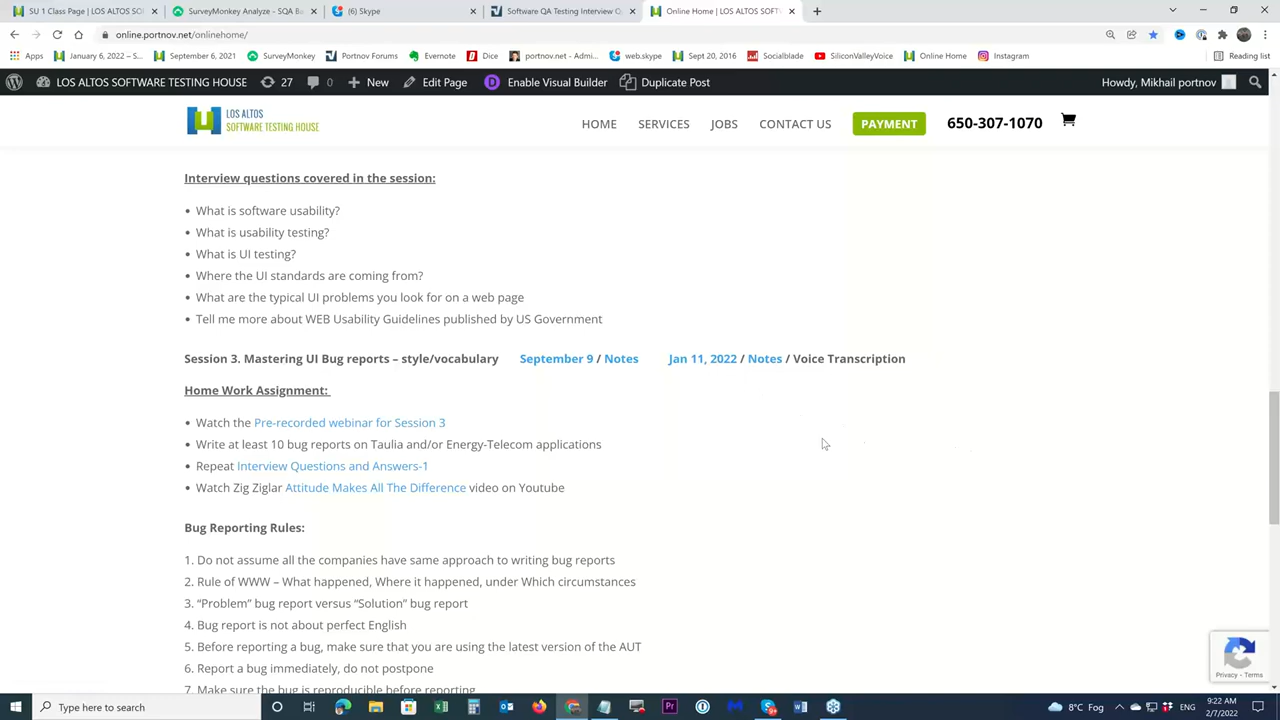 SU 1 Class Page | LOS ALTOS SO
SurveyMonkey Analyze - SQA B
(6) Skype
Software QA Testing Interview Q
Online Home | LOS ALTOS SOFT
online.portnov.net/onlinehome/
Apps
January 6, 2022 – S...
September 6, 2021
SurveyMonkey
Portnov Forums
Evernote
Dice
portnov.net - Admi...
web.skype
Sept 20, 2016
Socialblade
SiliconValleyVoice
Online Home
Instagram
Reading list
LOS ALTOS SOFTWARE TESTING HOUSE
27
0
New
Edit Page
Enable Visual Builder
Duplicate Post
Howdy, Mikhail portnov
LOS ALTOS
SOFTWARE TESTING HOUSE
HOME
SERVICES
JOBS
CONTACT US
PAYMENT
650-307-1070
Interview questions covered in the session:
• What is software usability?
• What is usability testing?
• What is UI testing?
• Where the UI standards are coming from?
• What are the typical UI problems you look for on a web page
• Tell me more about WEB Usability Guidelines published by US Government
Session 3. Mastering UI Bug reports – style/vocabulary September 9 / Notes Jan 11, 2022 / Notes / Voice Transcription
Home Work Assignment:
• Watch the Pre-recorded webinar for Session 3
• Write at least 10 bug reports on Taulia and/or Energy-Telecom applications
• Repeat Interview Questions and Answers-1
• Watch Zig Ziglar Attitude Makes All The Difference video on Youtube
Bug Reporting Rules:
1. Do not assume all the companies have same approach to writing bug reports
2. Rule of WWW – What happened, Where it happened, under Which circumstances
3. “Problem” bug report versus “Solution” bug report
4. Bug report is not about perfect English
5. Before reporting a bug, make sure that you are using the latest version of the AUT
6. Report a bug immediately, do not postpone
7. Make sure the bug is reproducible before reporting
Privacy - Terms
Type here to search
8°C Fog
9:22 AM
2/7/2022